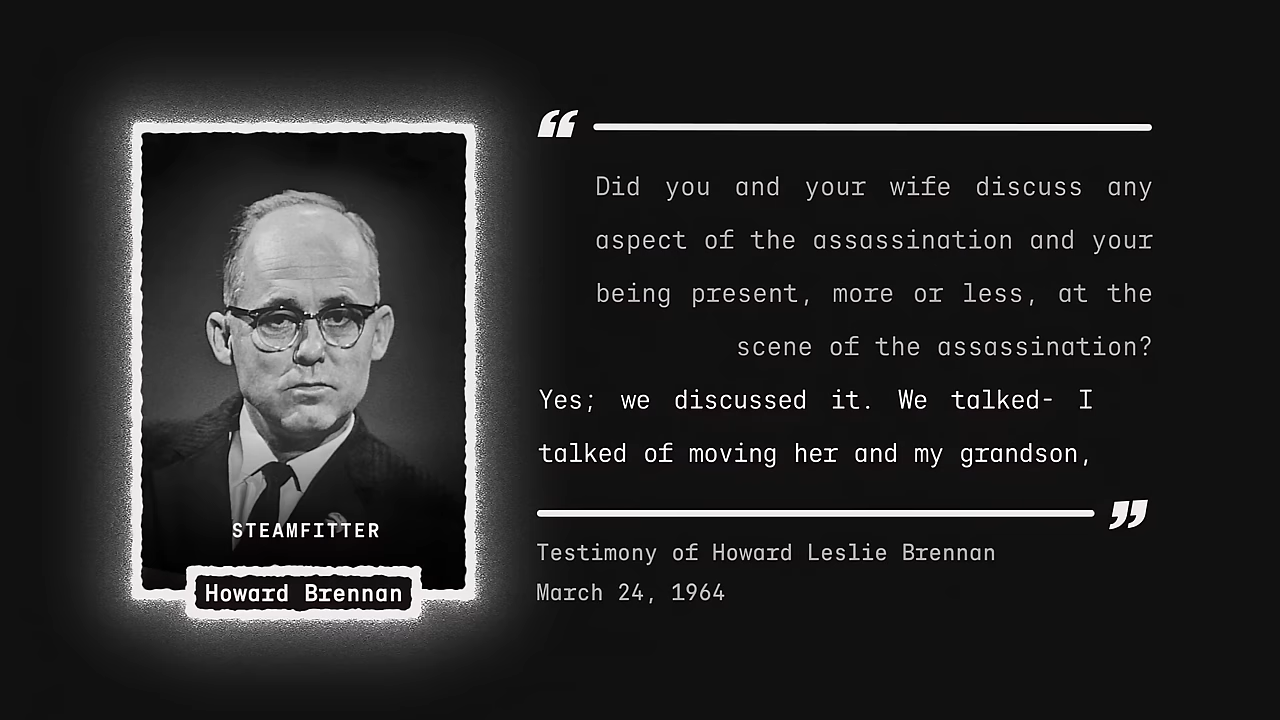 STEAMFITTER
Howard Brennan
“
Did you and your wife discuss any
aspect of the assassination and your
being present, more or less, at the
scene of the assassination?
Yes; we discussed it. We talked- I
talked of moving her and my grandson,
”
Testimony of Howard Leslie Brennan
March 24, 1964